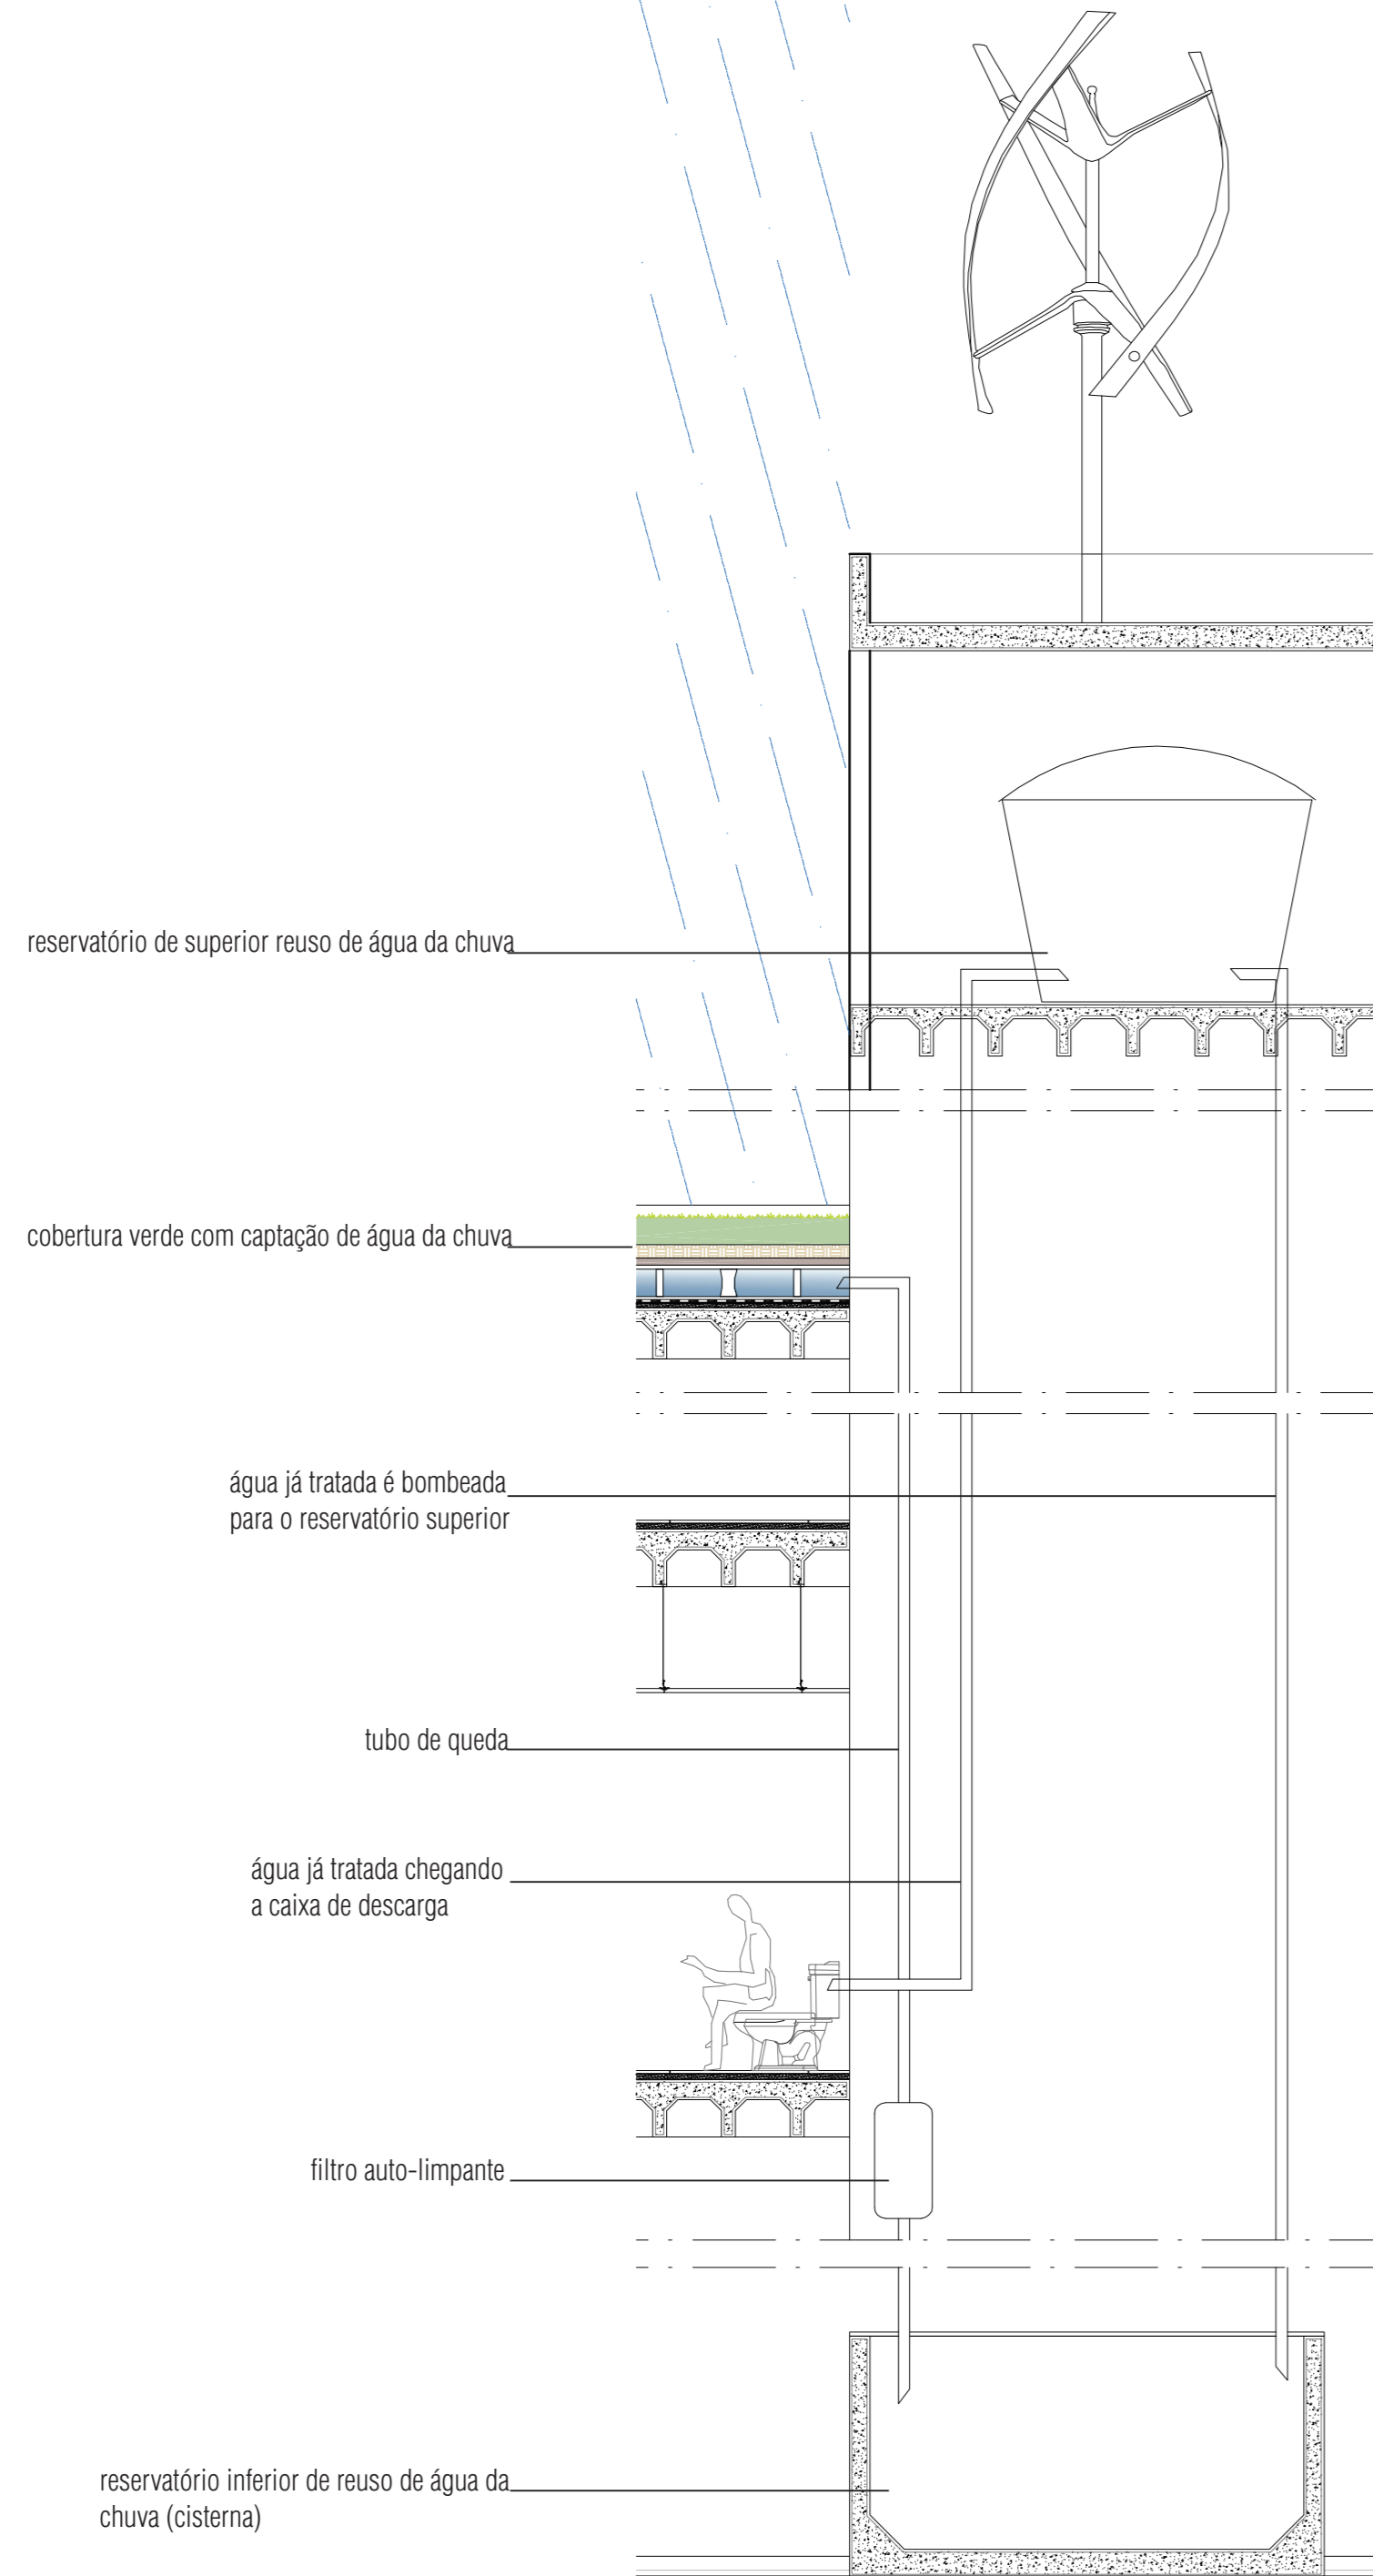 reservatório de superior reuso de água da chuva
cobertura verde com captação de água da chuva
água já tratada é bombeada
para o reservatório superior
tubo de queda
água já tratada chegando
a caixa de descarga
filtro auto-limpante
reservatório inferior de reuso de água da
chuva (cisterna)